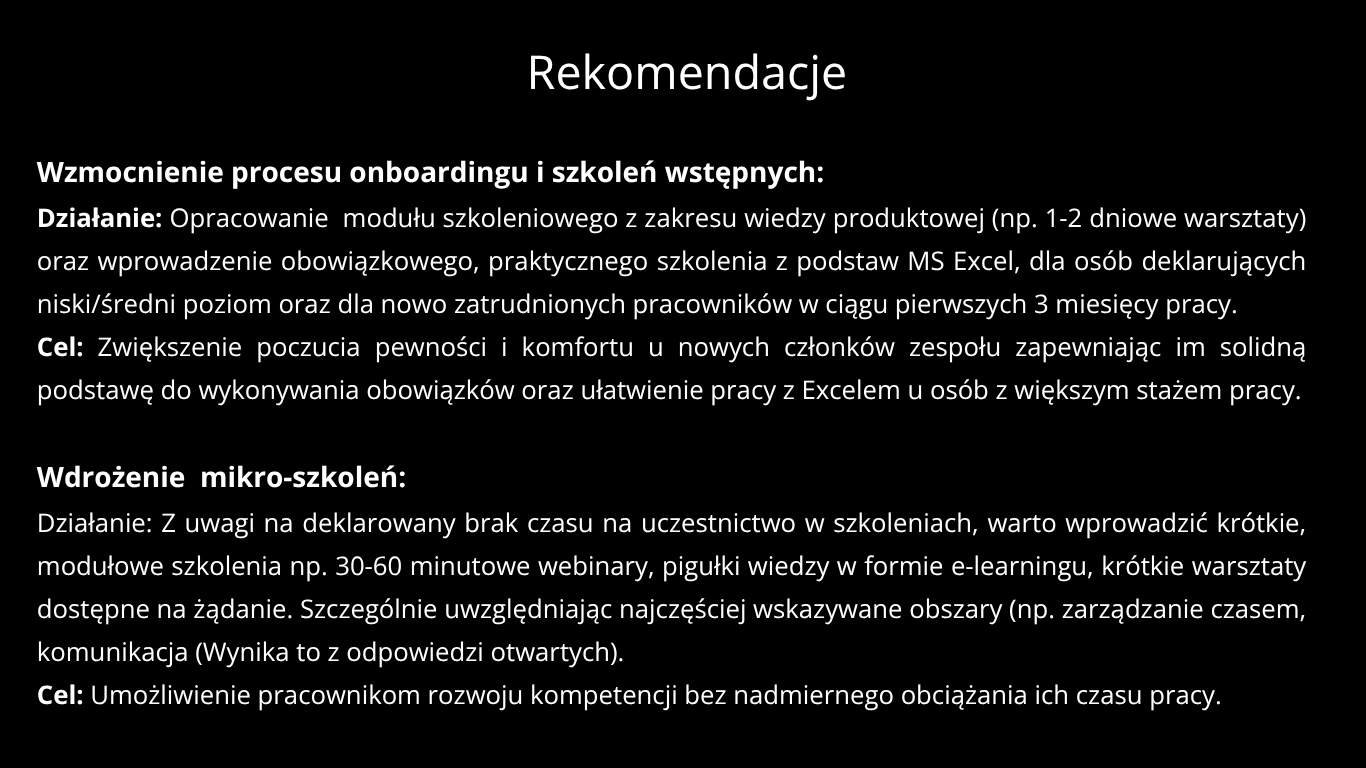 Rekomendacje
Wzmocnienie procesu onboardingu i szkoleń wstępnych:
Działanie: Opracowanie  modułu szkoleniowego z zakresu wiedzy produktowej (np. 1-2 dniowe warsztaty)
oraz wprowadzenie obowiązkowego, praktycznego szkolenia z podstaw MS Excel, dla osób deklarujących
niski/średni poziom oraz dla nowo zatrudnionych pracowników w ciągu pierwszych 3 miesięcy pracy.
Cel: Zwiększenie poczucia pewności i komfortu u nowych członków zespołu zapewniając im solidną
podstawę do wykonywania obowiązków oraz ułatwienie pracy z Excelem u osób z większym stażem pracy.
Wdrożenie  mikro-szkoleń:
Działanie: Z uwagi na deklarowany brak czasu na uczestnictwo w szkoleniach, warto wprowadzić krótkie,
modułowe szkolenia np. 30-60 minutowe webinary, pigułki wiedzy w formie e-learningu, krótkie warsztaty
dostępne na żądanie. Szczególnie uwzględniając najczęściej wskazywane obszary (np. zarządzanie czasem,
komunikacja (Wynika to z odpowiedzi otwartych).
Cel: Umożliwienie pracownikom rozwoju kompetencji bez nadmiernego obciążania ich czasu pracy.